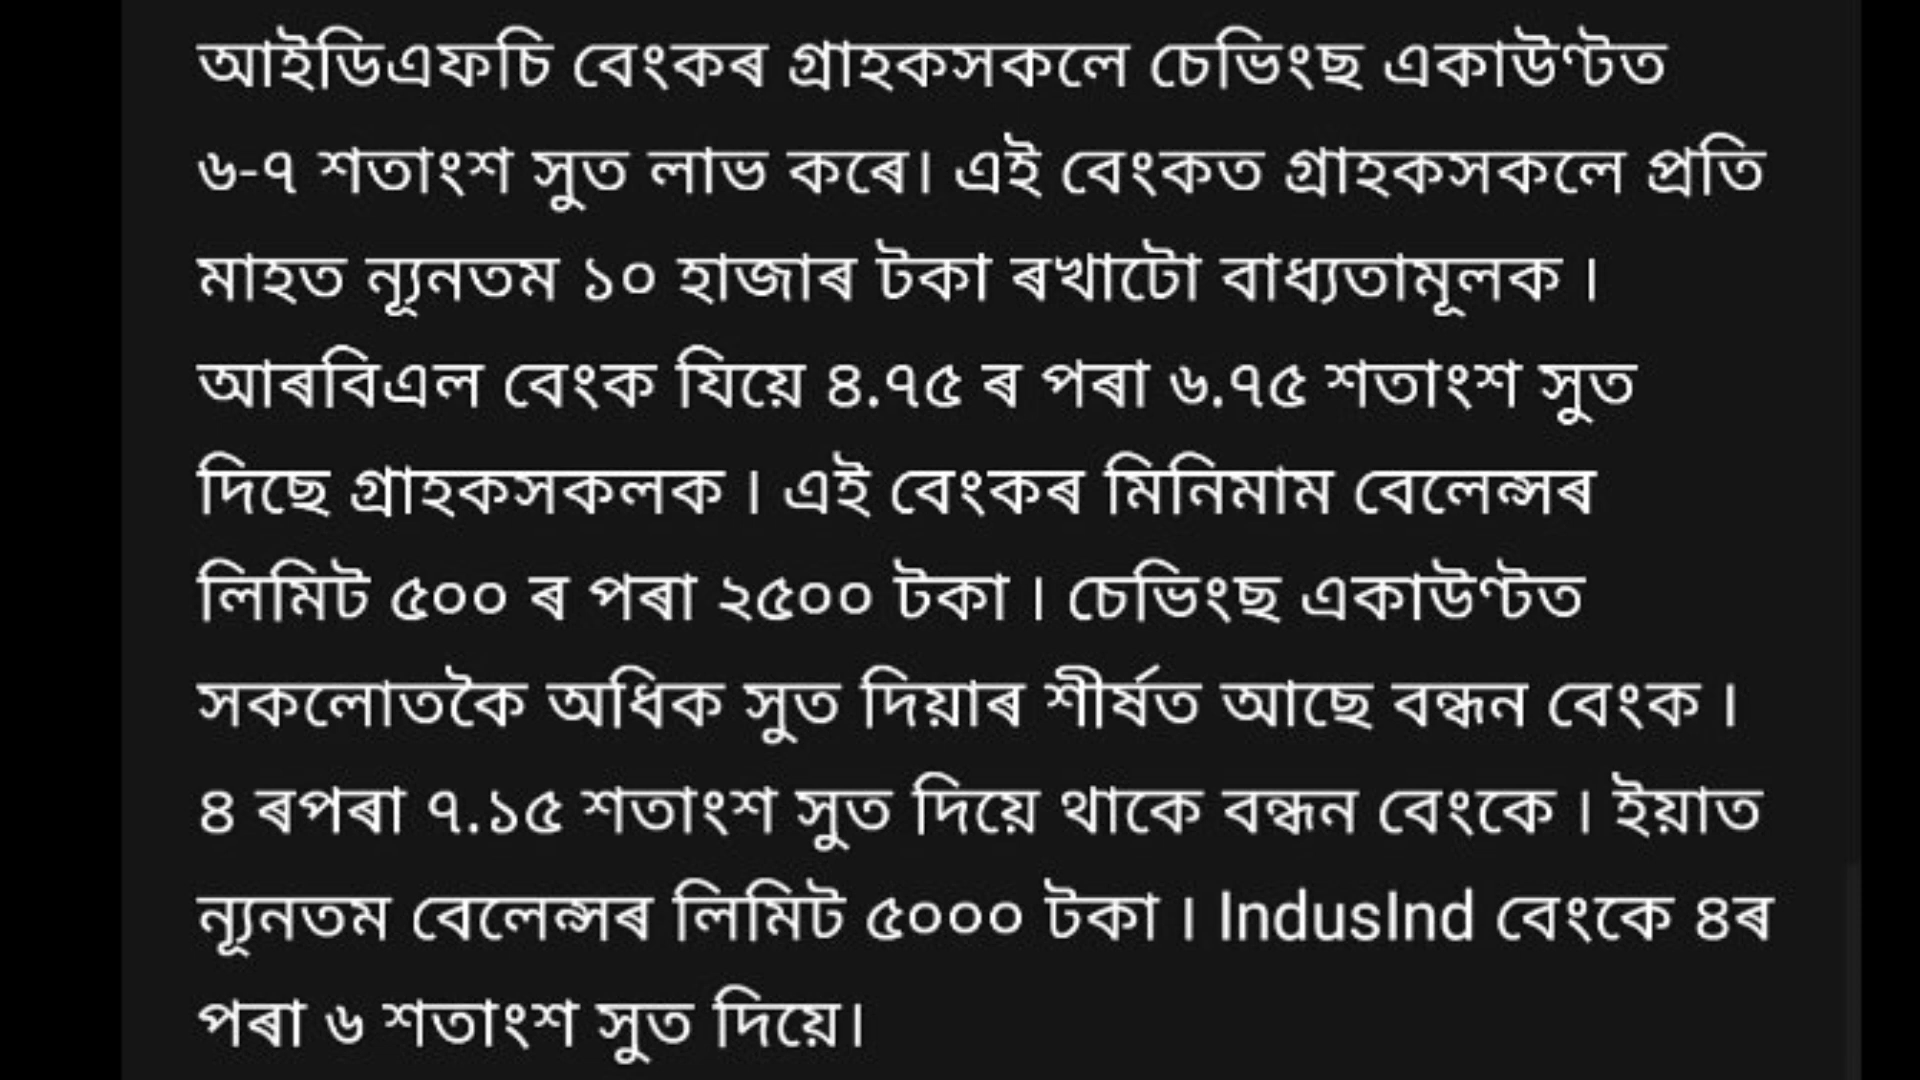 আইডিএফচি বেংকৰ গ্ৰাহকসকলে চেভিংছ একাউণ্টত
৬-৭ শতাংশ সুত লাভ কৰে। এই বেংকত গ্ৰাহকসকলে প্ৰতি
মাহত ন্যূনতম ১০ হাজাৰ টকা ৰখাটো বাধ্যতামূলক ।
আৰবিএল বেংক যিয়ে ৪.৭৫ ৰ পৰা ৬.৭৫ শতাংশ সুত
দিছে গ্ৰাহকসকলক । এই বেংকৰ মিনিমাম বেলেন্সৰ
লিমিট ৫০০ ৰ পৰা ২৫০০ টকা । চেভিংছ একাউণ্টত
সকলোতকৈ অধিক সুত দিয়াৰ শীৰ্ষত আছে বন্ধন বেংক ।
৪ ৰপৰা ৭.১৫ শতাংশ সুত দিয়ে থাকে বন্ধন বেংকে । ইয়াত
ন্যূনতম বেলেন্সৰ লিমিট ৫০০০ টকা । IndusInd বেংকে ৪ৰ
পৰা ৬ শতাংশ সুত দিয়ে।